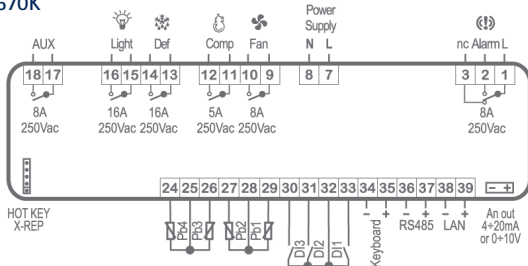 570K
Power
Supply
AUX Light Def Comp Fan N L nc Alarm L
18 17 16 15 14 13 12 11 10 9 8 7 3 2 1
8A 16A 16A 5A 8A 8A
250Vac 250Vac 250Vac 250Vac 250Vac 250Vac
24 25 26 27 28 29 30 31 32 33 34 35 36 37 38 39 - +
HOT KEY
X-REP
Pb4
Pb3
Pb2
Pb1
DI3
DI2
DI1
- + - + - +
Keyboard
RS485 LAN
An out
4÷20mA
or 0÷10V